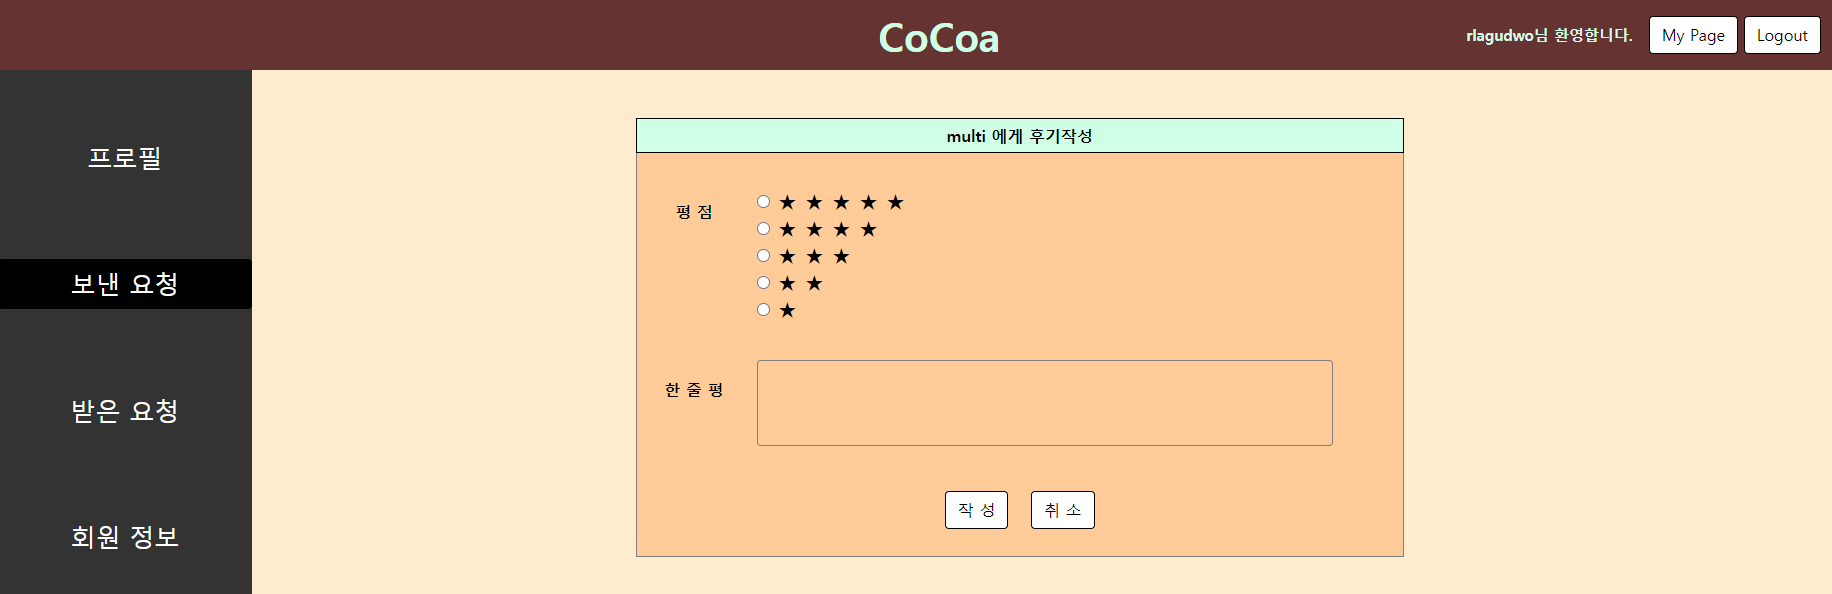 CoCoa
rlagudwo님 환영합니다.
My Page
Logout
프로필
보낸 요청
받은 요청
회원 정보
multi 에게 후기작성
평 점
★ ★ ★ ★ ★
★ ★ ★ ★
★ ★ ★
★ ★
★
한 줄 평
작 성
취 소